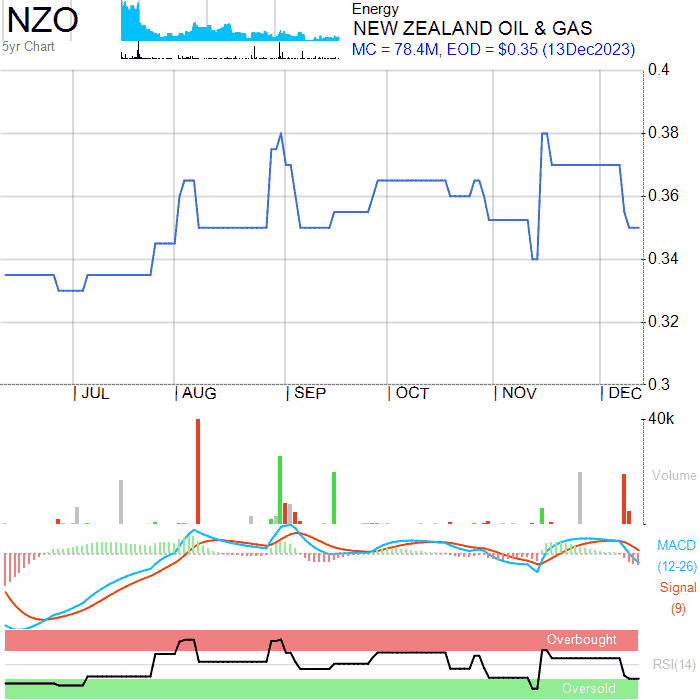 NZO
5yr Chart
Energy
NEW ZEALAND OIL & GAS
MC = 78.4M, EOD = $0.35 (13Dec2023)
0.4
0.38
0.36
0.34
0.32
0.3
JUL AUG SEP OCT NOV DEC
40k
Volume
MACD
(12-26)
Signal
(9)
Overbought
RSI(14)
Oversold